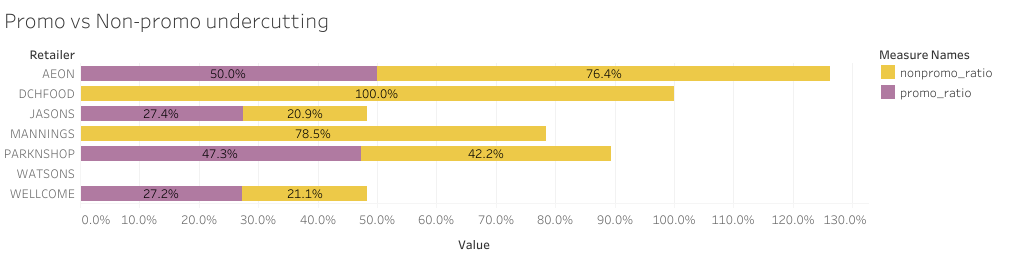 Promo vs Non-promo undercutting
Retailer
AEON 50.0% 76.4%
DCHFOOD 100.0%
JASONS 27.4% 20.9%
MANNINGS 78.5%
PARKNSHOP 47.3% 42.2%
WATSONS
WELLCOME 27.2% 21.1%
0.0% 10.0% 20.0% 30.0% 40.0% 50.0% 60.0% 70.0% 80.0% 90.0% 100.0% 110.0% 120.0% 130.0%
Value
Measure Names
nonpromo_ratio
promo_ratio